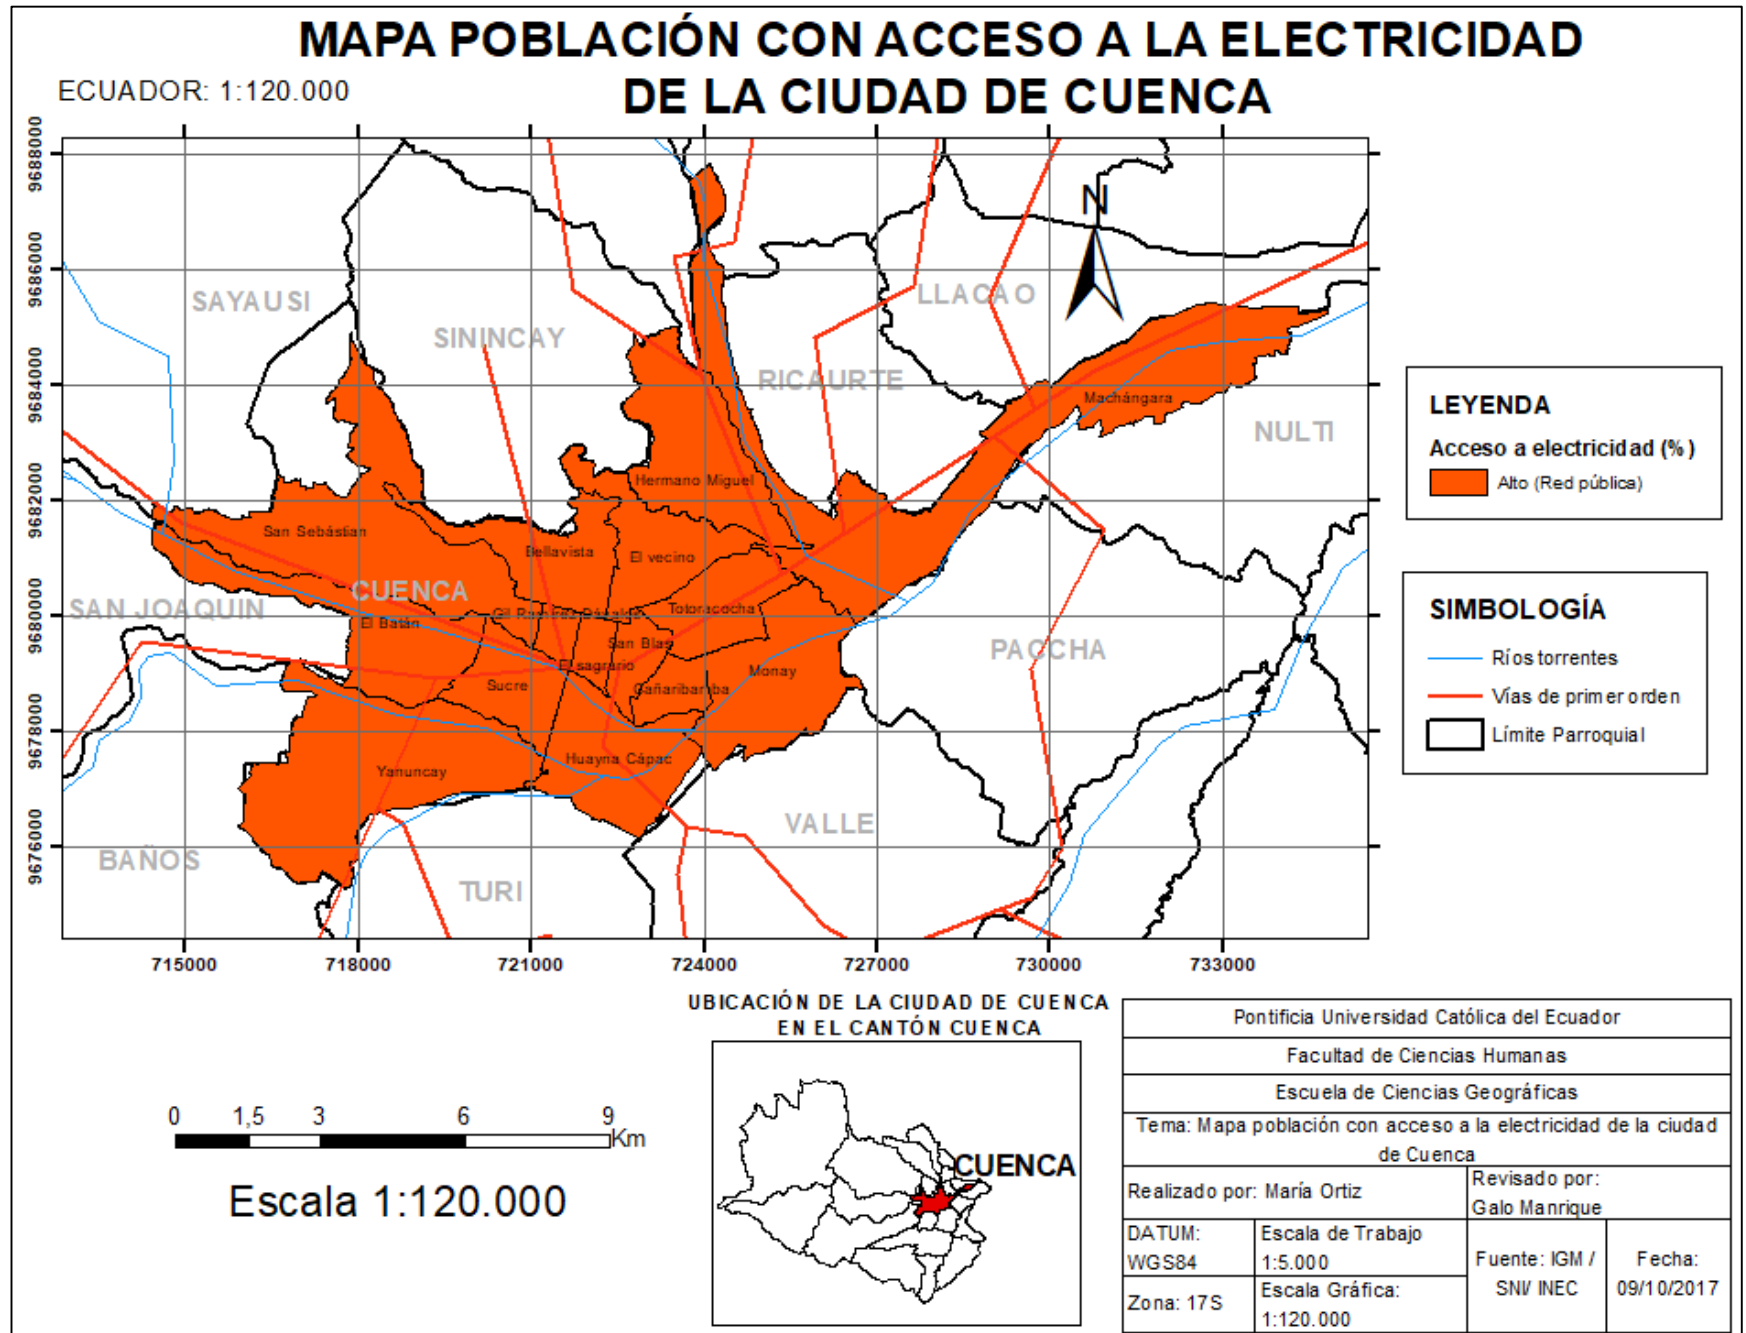 MAPA POBLACIÓN CON ACCESO A LA ELECTRICIDAD
DE LA CIUDAD DE CUENCA
ECUADOR: 1:120.000
9688000
9686000
9684000
9682000
9680000
9678000
9676000
N
SAYAUSI
SININCAY
LLACAO
RICAURTE
Machángara
NULTI
Hermano Miguel
San Sebástian
Bellavista
El vecino
CUENCA
SAN JOAQUIN
El Batán
Gil Ramírez Dávalos
Totoracocha
San Blas
El sagrario
PACCHA
Monay
Sucre
Cañaribamba
Huayna Cápac
Yanuncay
VALLE
BAÑOS
TURI
715000
718000
721000
724000
727000
730000
733000
LEYENDA
Acceso a electricidad (%)
Alto (Red pública)
SIMBOLOGÍA
Ríos torrentes
Vías de primer orden
Límite Parroquial
0 1,5 3 6 9
Km
Escala 1:120.000
UBICACIÓN DE LA CIUDAD DE CUENCA
EN EL CANTÓN CUENCA
CUENCA
Pontificia Universidad Católica del Ecuador
Facultad de Ciencias Humanas
Escuela de Ciencias Geográficas
Tema: Mapa población con acceso a la electricidad de la ciudad
de Cuenca
Realizado por: María Ortiz
Revisado por:
Galo Manrique
DATUM:
WGS84
Escala de Trabajo
1:5.000
Zona: 17S
Escala Gráfica:
1:120.000
Fuente: IGM /
SNI/ INEC
Fecha:
09/10/2017